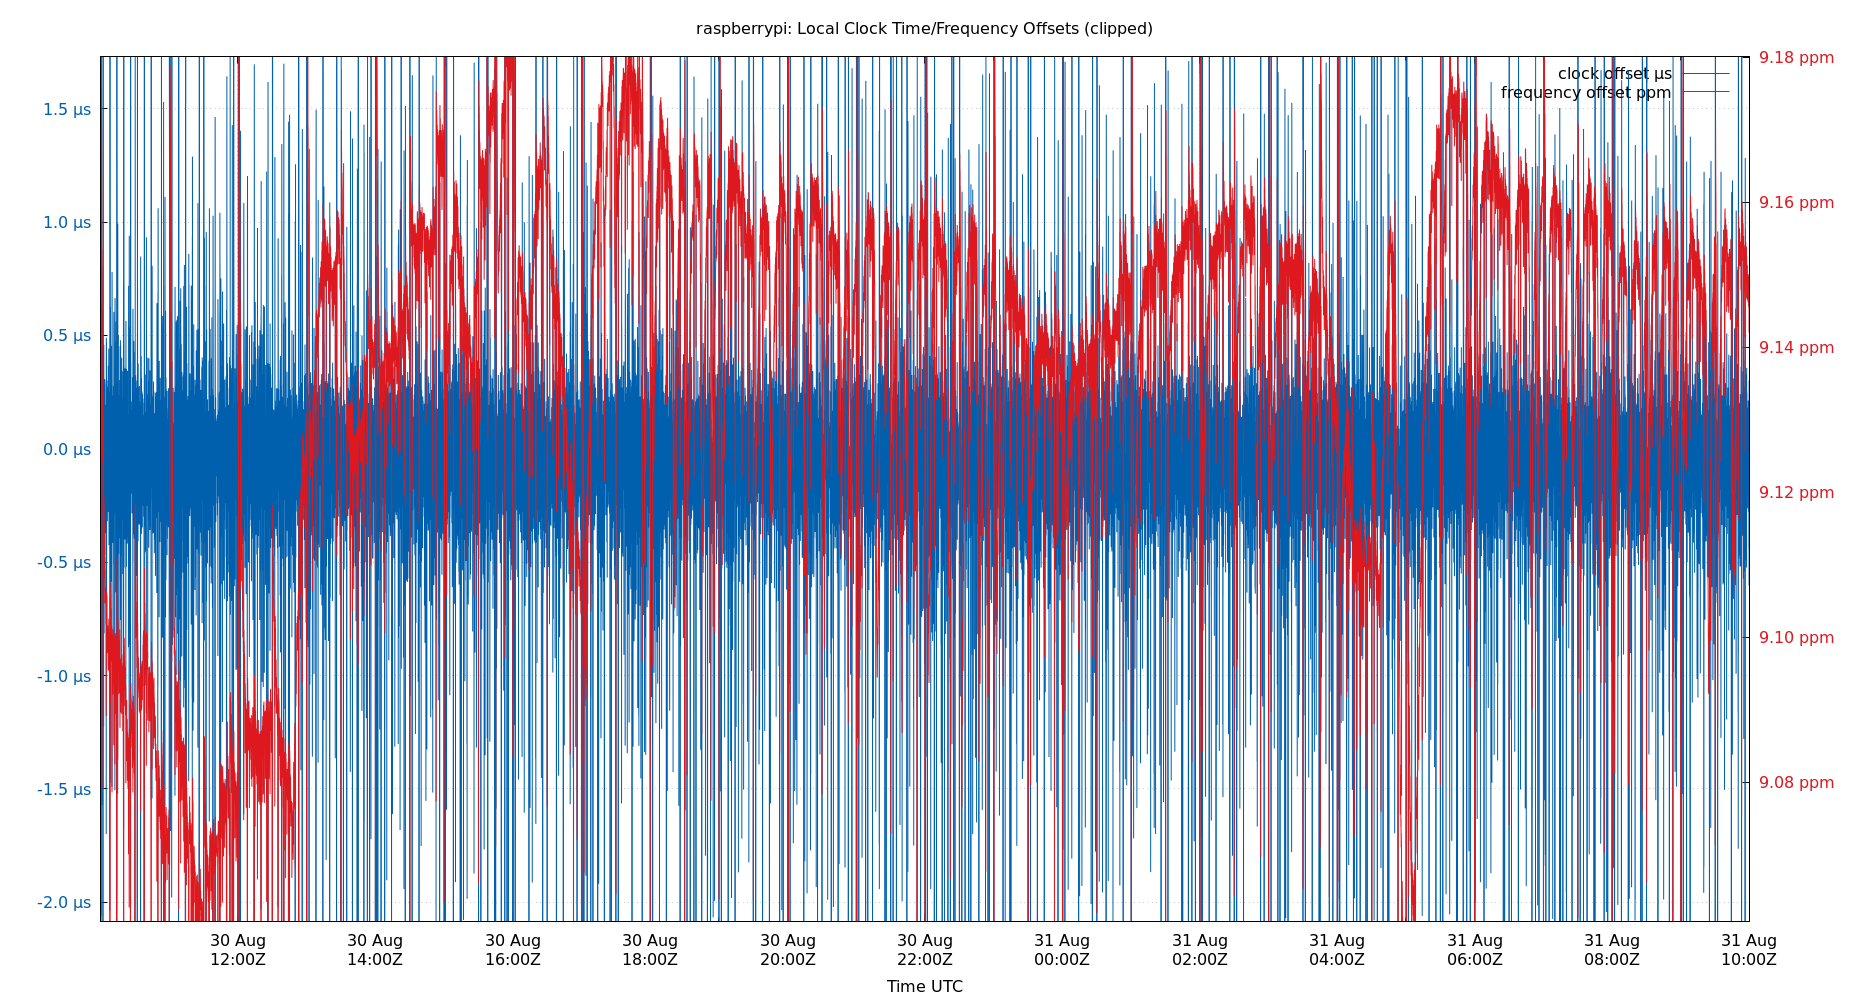 raspberrypi: Local Clock Time/Frequency Offsets (clipped)
clock offset µs
frequency offset ppm
1.5 µs
1.0 µs
0.5 µs
0.0 µs
-0.5 µs
-1.0 µs
-1.5 µs
-2.0 µs
9.18 ppm
9.16 ppm
9.14 ppm
9.12 ppm
9.10 ppm
9.08 ppm
30 Aug 30 Aug 30 Aug 30 Aug 30 Aug 30 Aug 31 Aug 31 Aug 31 Aug 31 Aug 31 Aug 31 Aug
12:00Z 14:00Z 16:00Z 18:00Z 20:00Z 22:00Z 00:00Z 02:00Z 04:00Z 06:00Z 08:00Z 10:00Z
Time UTC